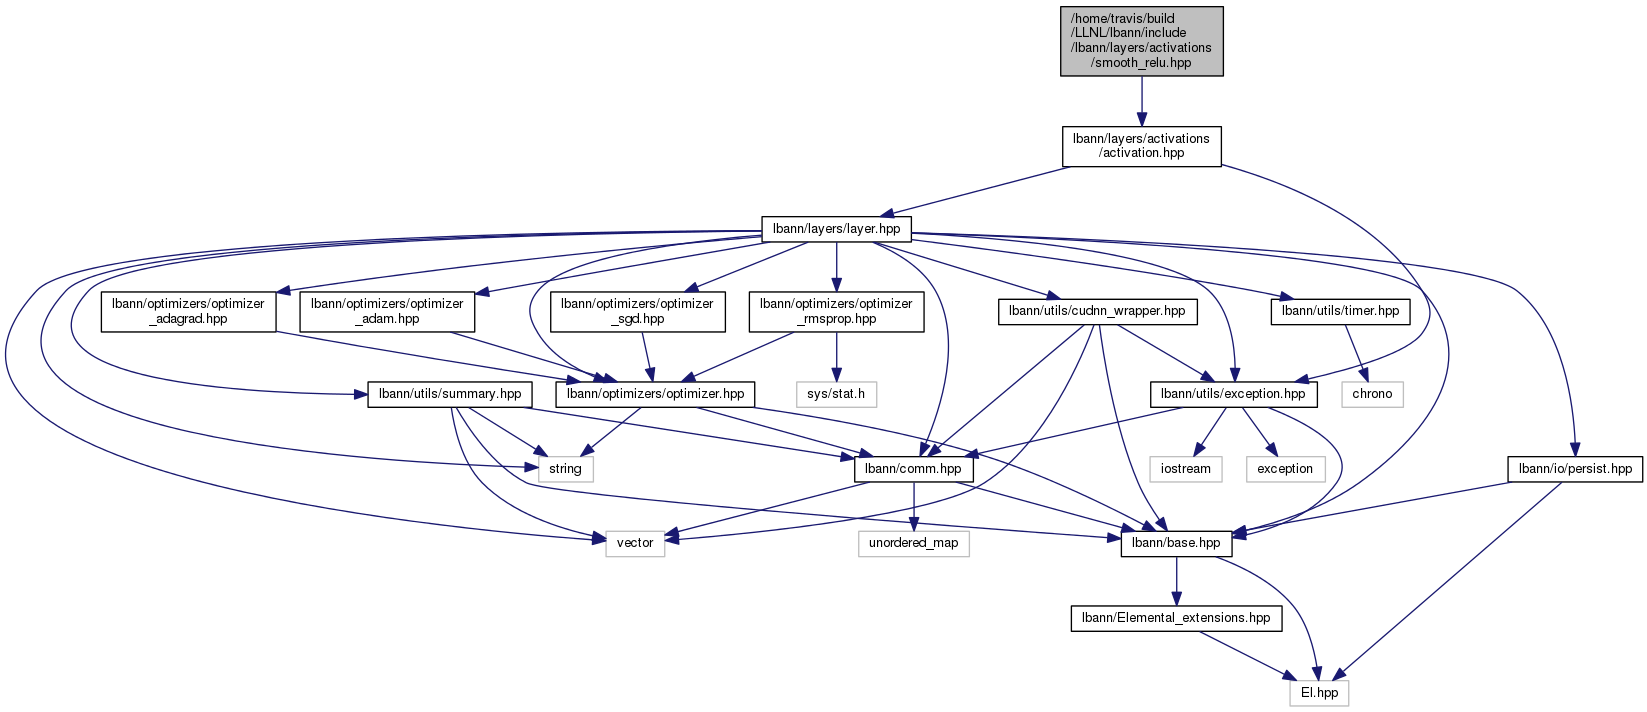 /home/travis/build
/LLNL/lbann/include
/lbann/layers/activations
/smooth_relu.hpp
lbann/layers/activations
/activation.hpp
lbann/layers/layer.hpp
lbann/optimizers/optimizer
_adagrad.hpp
lbann/optimizers/optimizer
_adam.hpp
lbann/optimizers/optimizer
_sgd.hpp
lbann/optimizers/optimizer
_rmsprop.hpp
lbann/utils/cudnn_wrapper.hpp
lbann/utils/timer.hpp
lbann/utils/summary.hpp
lbann/optimizers/optimizer.hpp
sys/stat.h
lbann/utils/exception.hpp
chrono
string
lbann/comm.hpp
iostream
exception
lbann/io/persist.hpp
vector
unordered_map
lbann/base.hpp
lbann/Elemental_extensions.hpp
El.hpp